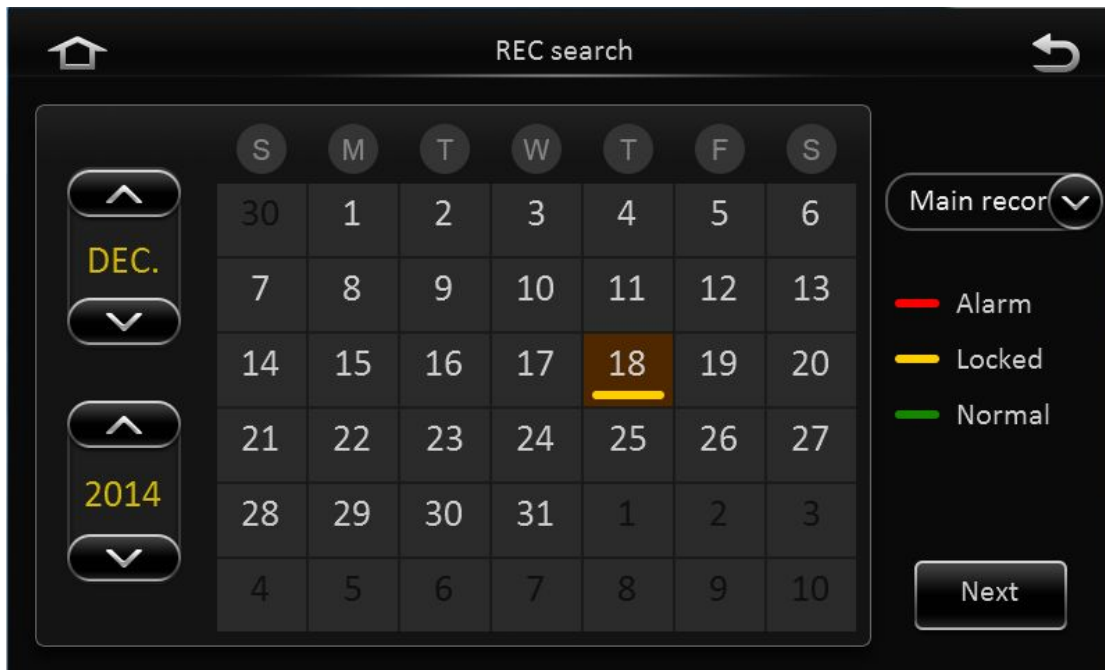 REC search
S M T W T F S
30 1 2 3 4 5 6
Main recor
DEC.
7 8 9 10 11 12 13
Alarm
14 15 16 17 18 19 20
Locked
Normal
21 22 23 24 25 26 27
2014
28 29 30 31 1 2 3
4 5 6 7 8 9 10
Next